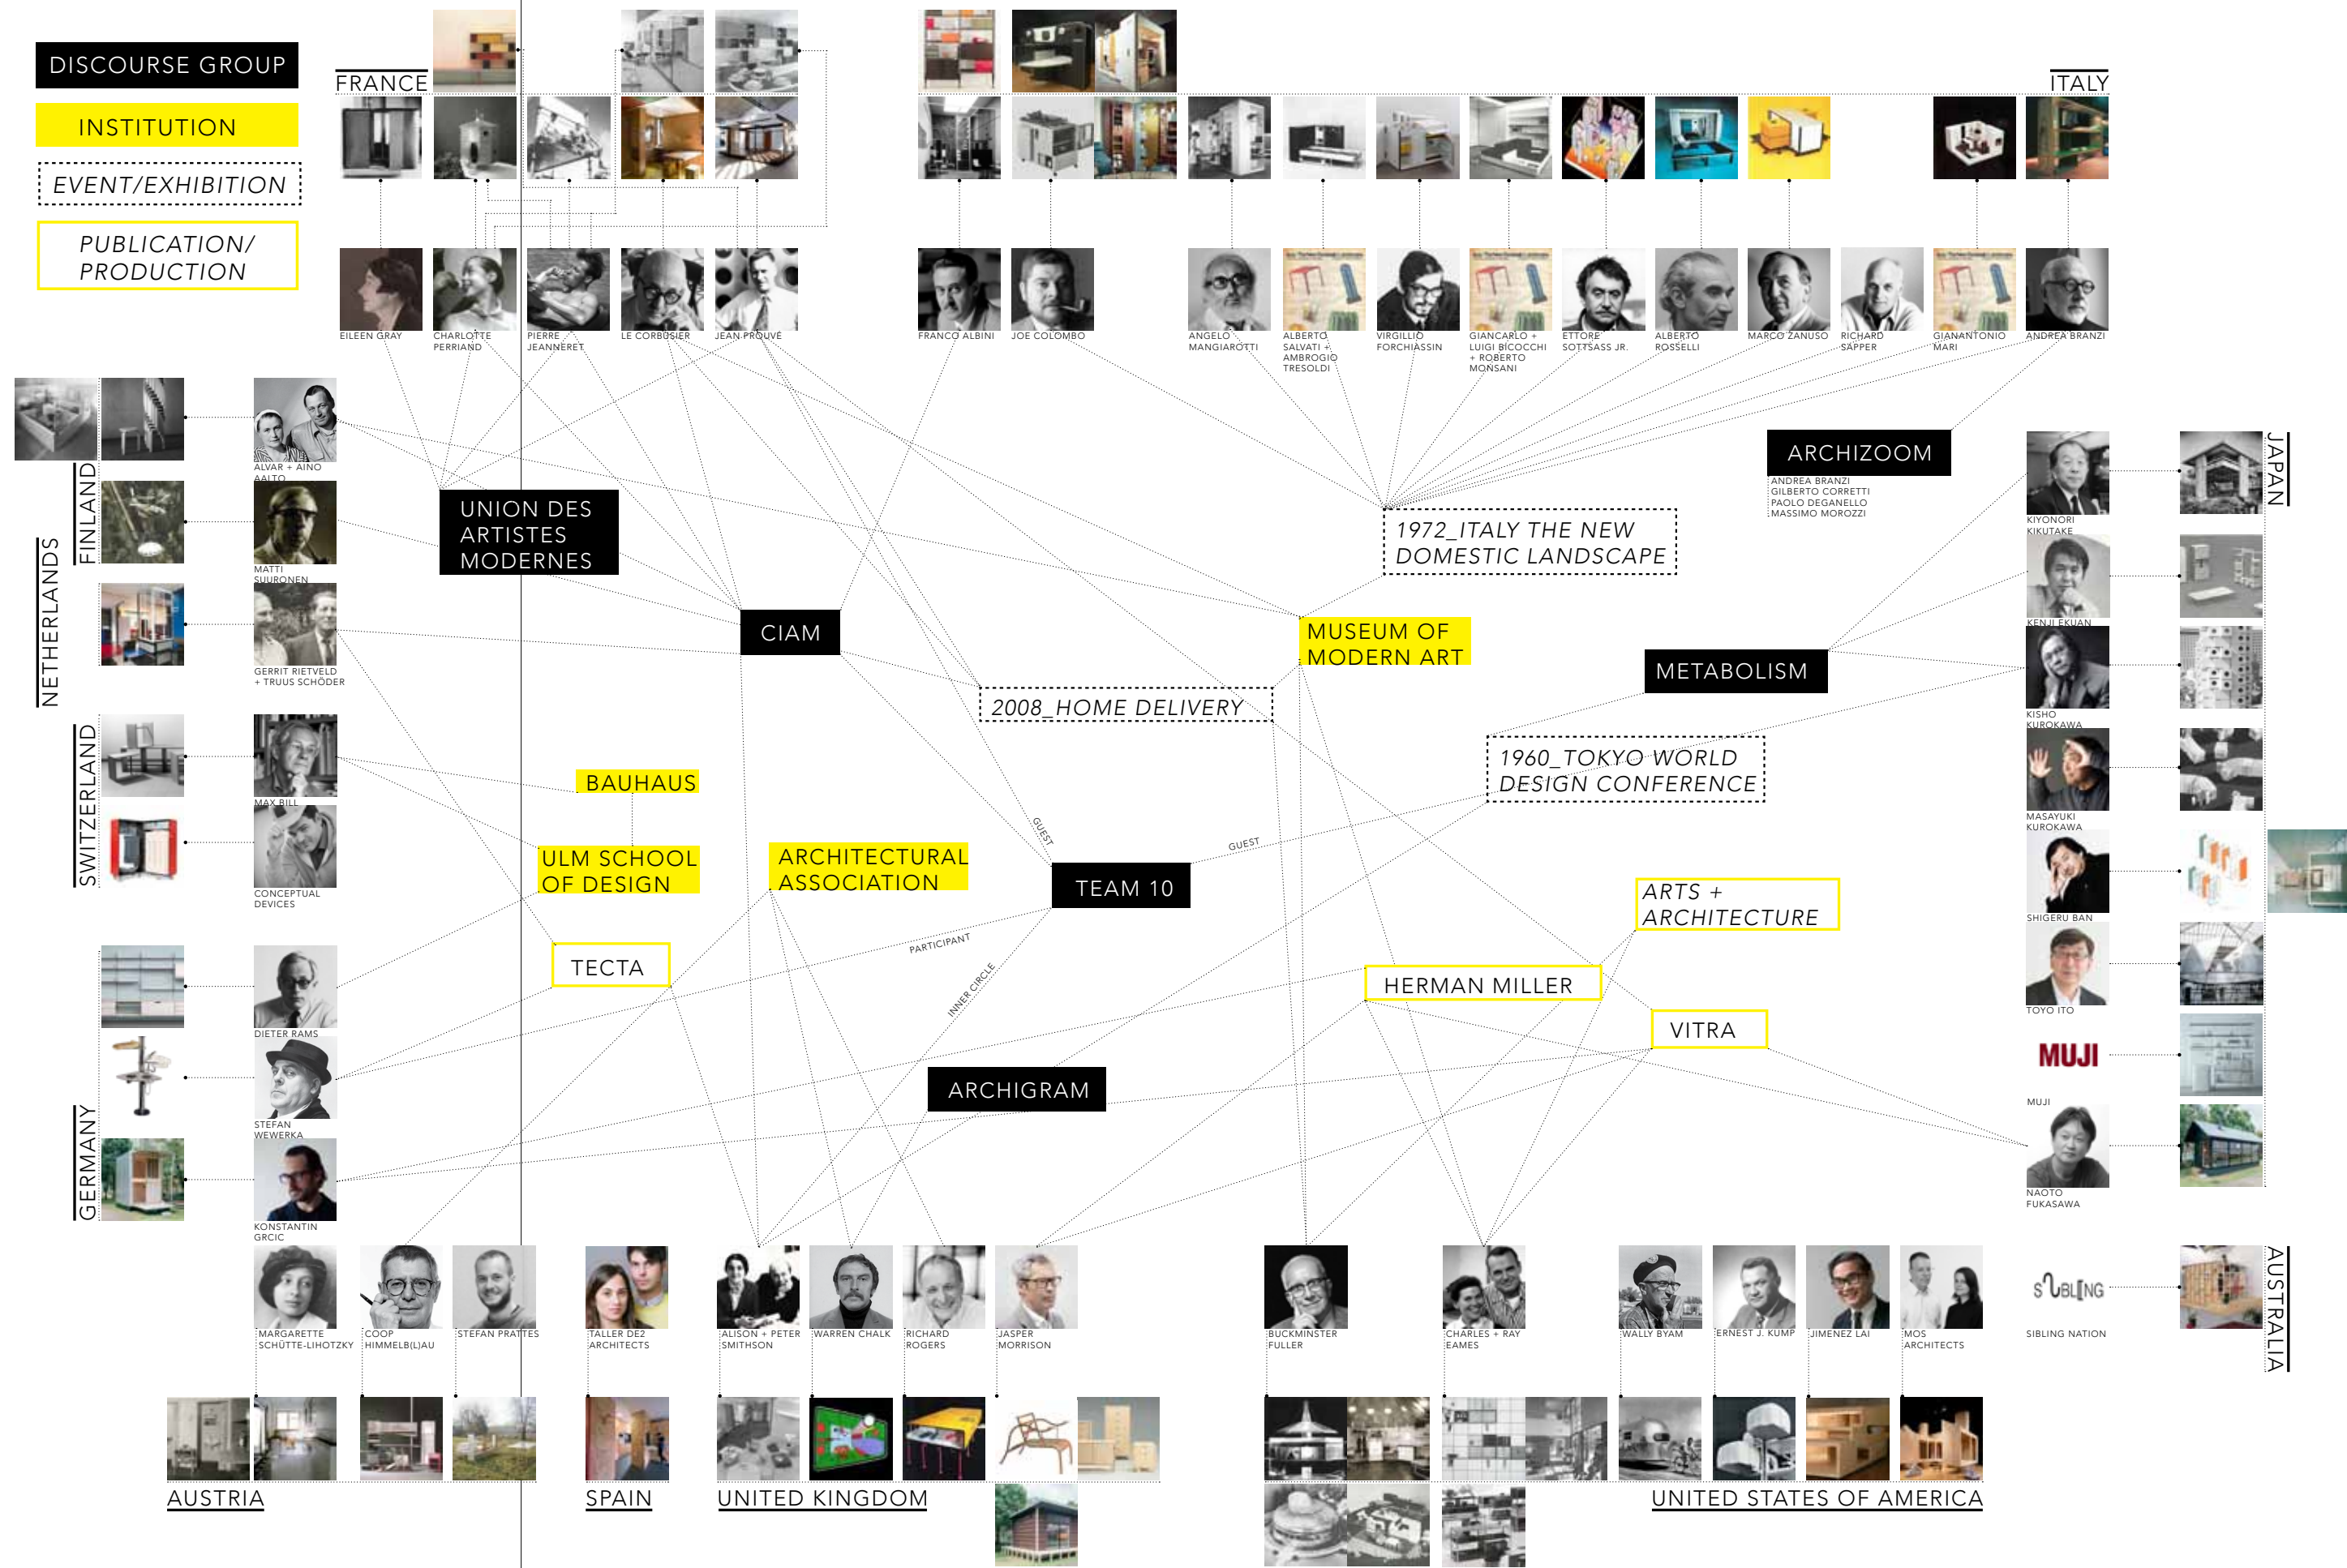 DISCOURSE GROUP
INSTITUTION
EVENT/EXHIBITION
PUBLICATION/
PRODUCTION
FRANCE
ITALY
EILEEN GRAY
CHARLOTTE
PERRIAND
PIERRE
JEANNERET
LE CORBUSIER
JEAN PROUVÉ
FRANCO ALBINI
JOE COLOMBO
ANGELO
MANGIAROTTI
ALBERTO
SALVATI +
AMBROGIO
TRESOLDI
VIRGILLIO
FORCHIASSIN
GIANCARLO +
LUIGI BICOCCHI
+ ROBERTO
MONSANI
ETTORE
SOTTSASS JR.
ALBERTO
ROSSELLI
MARCO ZANUSO
RICHARD
SAPPER
GIANANTONIO
MARI
ANDREA BRANZI
FINLAND
ALVAR + AINO
AALTO
MATTI
SUURONEN
NETHERLANDS
GERRIT RIETVELD
+ TRUUS SCHÖDER
SWITZERLAND
MAX BILL
CONCEPTUAL
DEVICES
GERMANY
DIETER RAMS
STEFAN
WEWERKA
KONSTANTIN
GRCIC
UNION DES
ARTISTES
MODERNES
CIAM
ARCHIZOOM
ANDREA BRANZI
GILBERTO CORRETTI
PAOLO DEGANELLO
MASSIMO MOROZZI
1972_ITALY THE NEW
DOMESTIC LANDSCAPE
MUSEUM OF
MODERN ART
METABOLISM
2008_HOME DELIVERY
1960_TOKYO WORLD
DESIGN CONFERENCE
BAUHAUS
ULM SCHOOL
OF DESIGN
ARCHITECTURAL
ASSOCIATION
GUEST
GUEST
TEAM 10
PARTICIPANT
INNER CIRCLE
ARTS +
ARCHITECTURE
TECTA
HERMAN MILLER
VITRA
ARCHIGRAM
JAPAN
KIYONORI
KIKUTAKE
KENJI EKUAN
KISHO
KUROKAWA
MASAYUKI
KUROKAWA
SHIGERU BAN
TOYO ITO
MUJI
MUJI
NAOTO
FUKASAWA
AUSTRALIA
SUBLING
SIBLING NATION
MARGARETTE
SCHÜTTE-LIHOTZKY
COOP
HIMMELB(L)AU
STEFAN PRATTES
TALLER DE2
ARCHITECTS
ALISON + PETER
SMITHSON
WARREN CHALK
RICHARD
ROGERS
JASPER
MORRISON
BUCKMINSTER
FULLER
CHARLES + RAY
EAMES
WALLY BYAM
ERNEST J. KUMP
JIMENEZ LAI
MOS
ARCHITECTS
AUSTRIA
SPAIN
UNITED KINGDOM
UNITED STATES OF AMERICA